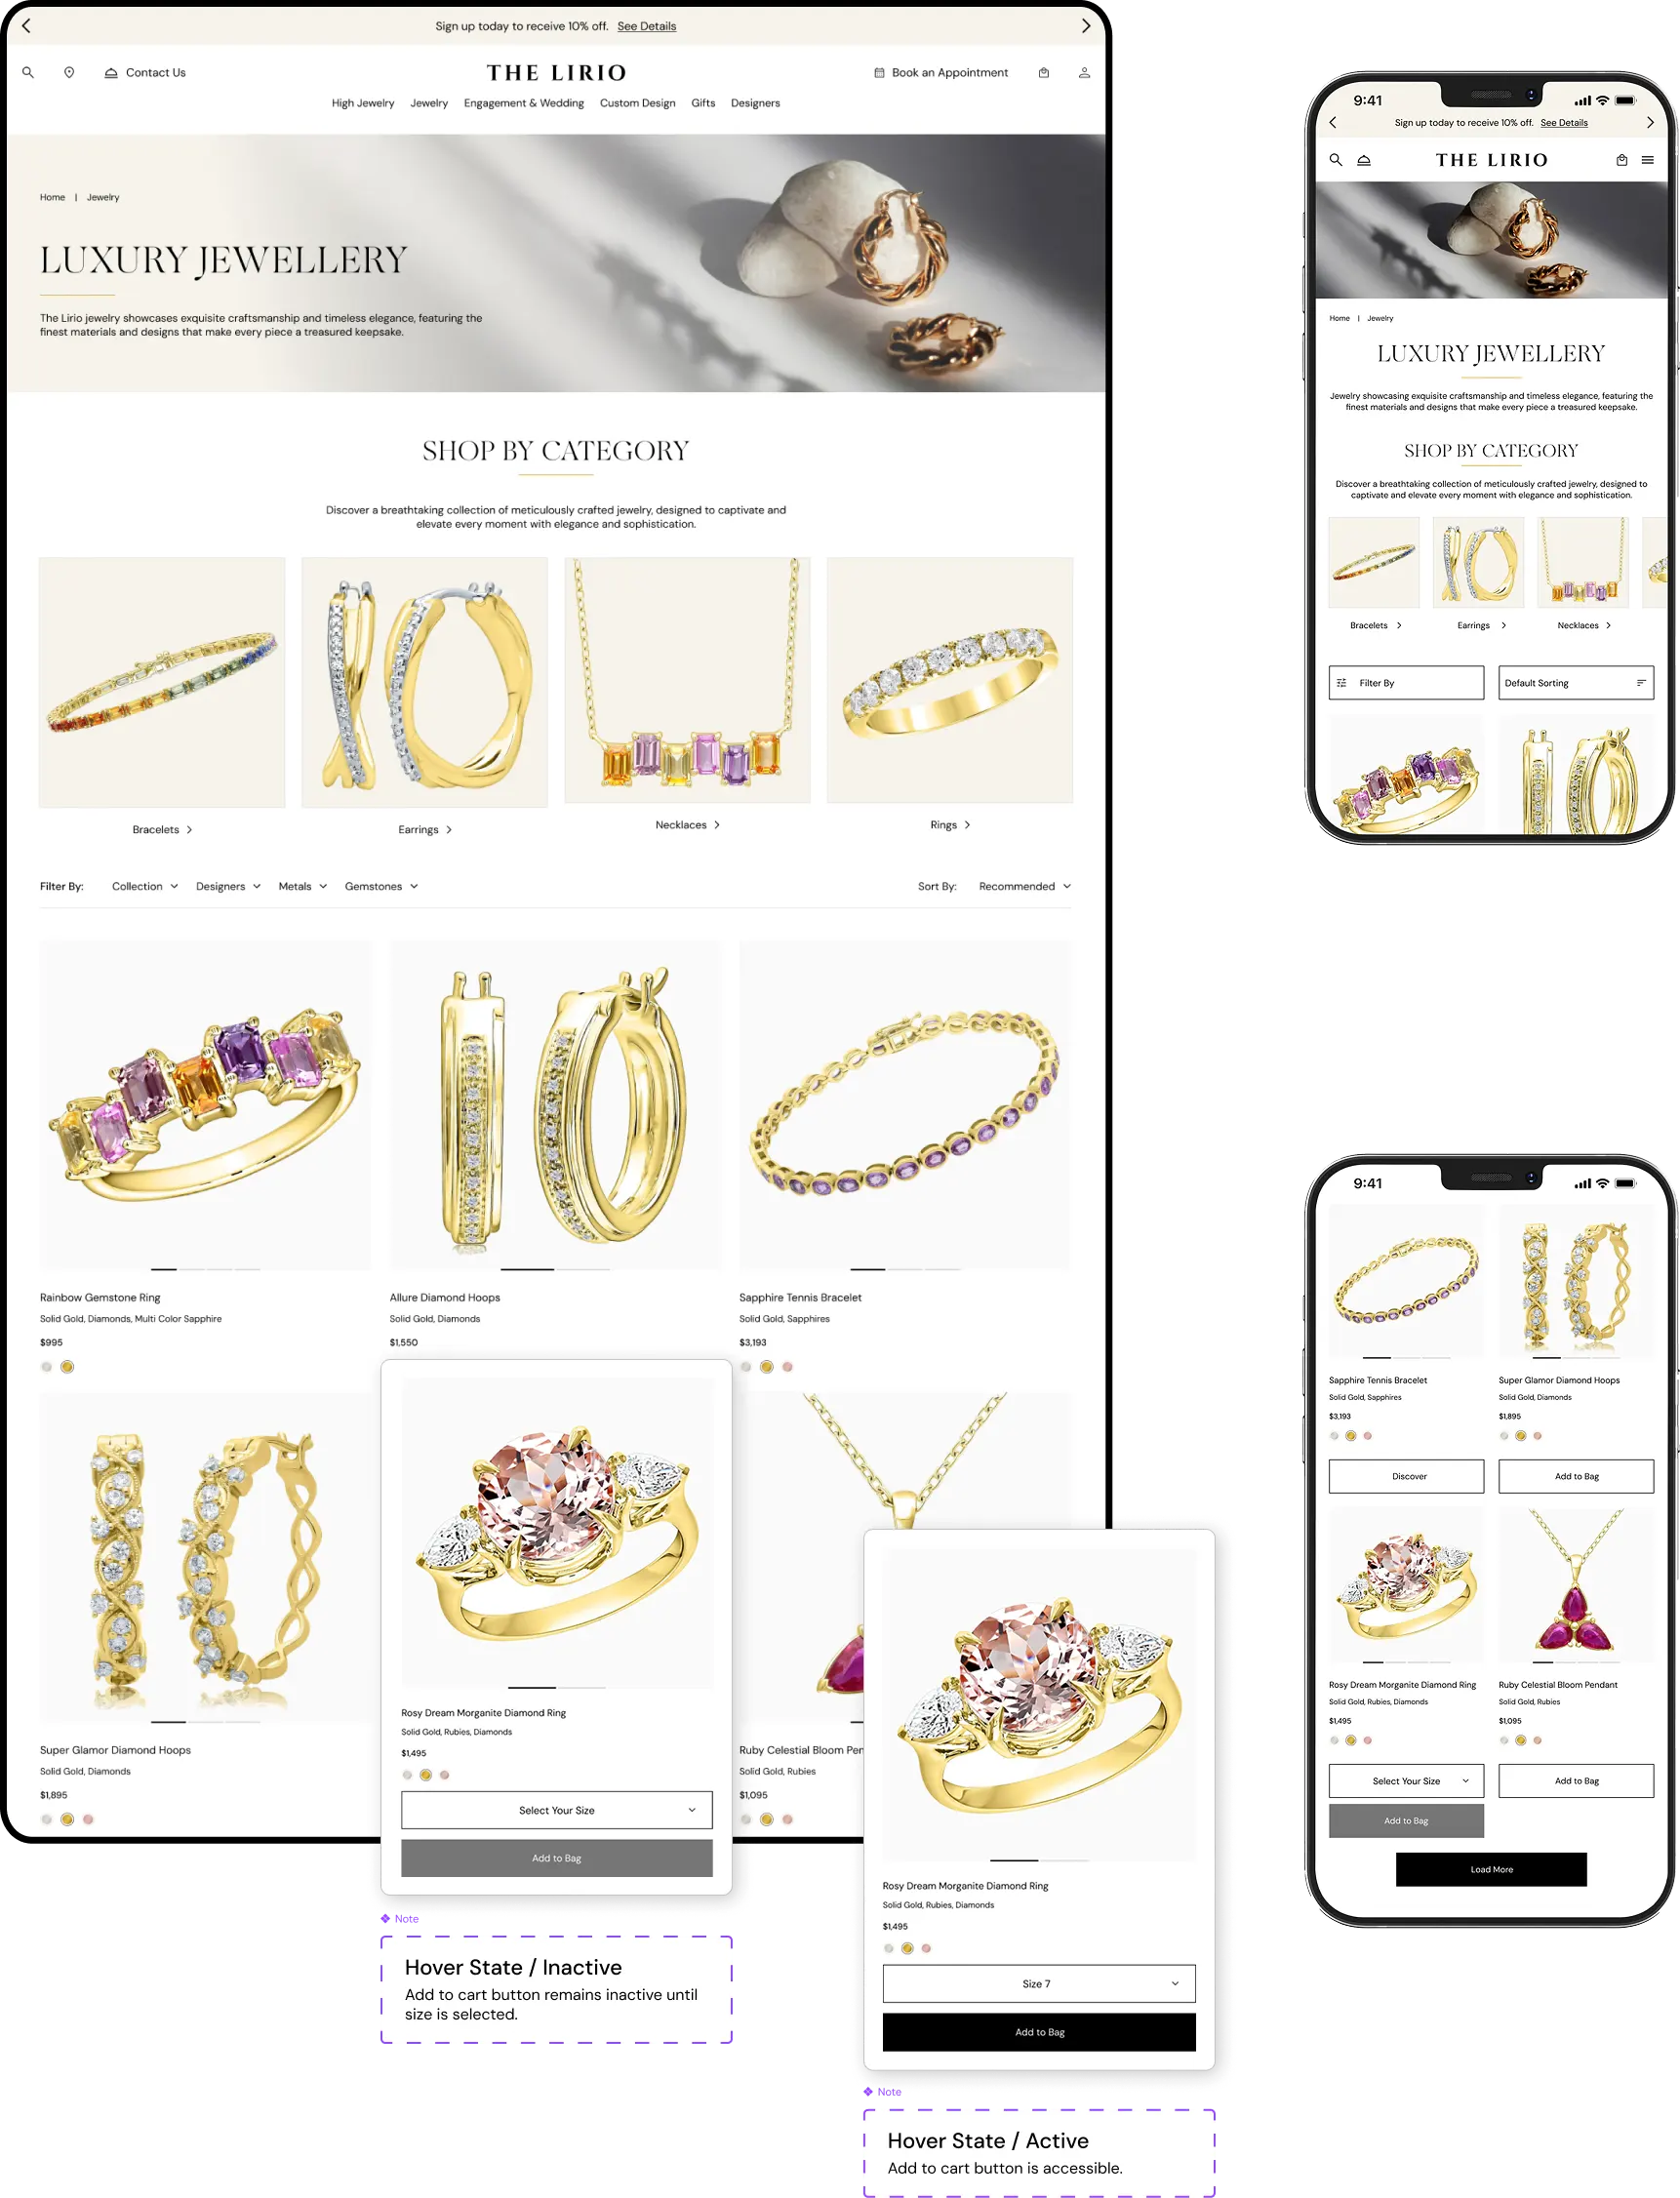 Sign up today to receive 10% off. See Details
Contact Us
THE LIRIO
Book an Appointment
High Jewelry Jewelry Engagement & Wedding Custom Design Gifts Designers
Home | Jewelry
LUXURY JEWELLERY
The Lirio jewelry showcases exquisite craftsmanship and timeless elegance, featuring the
finest materials and designs that make every piece a treasured keepsake.
SHOP BY CATEGORY
Discover a breathtaking collection of meticulously crafted jewelry, designed to captivate and
elevate every moment with elegance and sophistication.
Bracelets
Earrings
Necklaces
Rings
Filter By: Collection Designers Metals Gemstones
Sort By: Recommended
Rainbow Gemstone Ring
Solid Gold, Diamonds, Multi Color Sapphire
$995
Allure Diamond Hoops
Solid Gold, Diamonds
$1,550
Sapphire Tennis Bracelet
Solid Gold, Sapphires
$3,193
Super Glamor Diamond Hoops
Solid Gold, Diamonds
$1,895
Rosy Dream Morganite Diamond Ring
Solid Gold, Rubies, Diamonds
$1,495
Select Your Size
Add to Bag
Note
Hover State / Inactive
Add to cart button remains inactive until
size is selected.
Ruby Celestial Bloom Pen
Solid Gold, Rubies
$1,095
Rosy Dream Morganite Diamond Ring
Solid Gold, Rubies, Diamonds
$1,495
Size 7
Add to Bag
Note
Hover State / Active
Add to cart button is accessible.
9:41
Sign up today to receive 10% off. See Details
THE LIRIO
Home | Jewelry
LUXURY JEWELLERY
Jewelry showcasing exquisite craftsmanship and timeless elegance, featuring the
finest materials and designs that make every piece a treasured keepsake.
SHOP BY CATEGORY
Discover a breathtaking collection of meticulously crafted jewelry, designed to
captivate and elevate every moment with elegance and sophistication.
Bracelets
Earrings
Necklaces
Filter By
Default Sorting
9:41
Sapphire Tennis Bracelet
Solid Gold, Sapphires
$3,193
Discover
Super Glamor Diamond Hoops
Solid Gold, Diamonds
$1,895
Add to Bag
Rosy Dream Morganite Diamond Ring
Solid Gold, Rubies, Diamonds
$1,495
Select Your Size
Add to Bag
Ruby Celestial Bloom Pendant
Solid Gold, Rubies
$1,095
Add to Bag
Load More